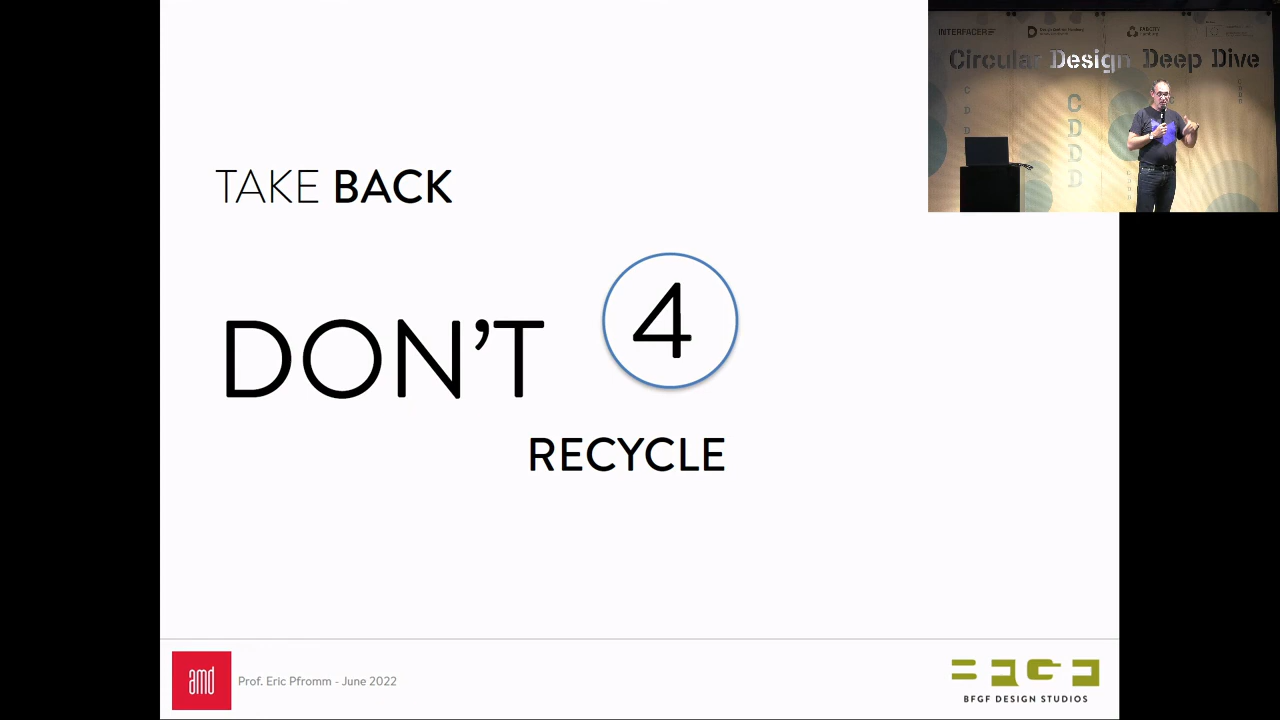 TAKE BACK
DON'T 4
RECYCLE
amd
Prof. Eric Pfromm - June 2022
BFGF DESIGN STUDIOS
INTERFACER
Circular Design Deep Dive
C
D
D
C
D
D
D